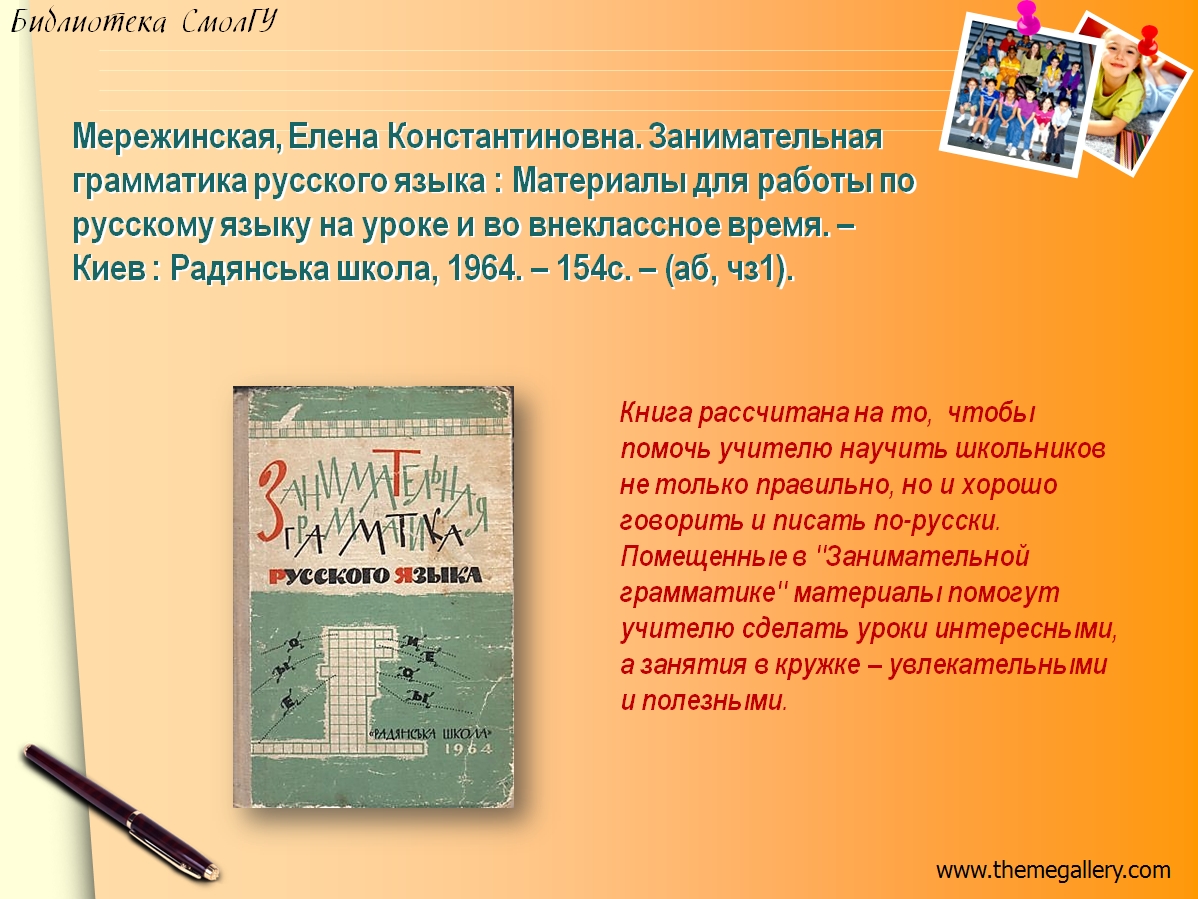 Библиотека СмолГУ
Мережинская, Елена Константиновна. Занимательная
грамматика русского языка : Материалы для работы по
русскому языку на уроке и во внеклассное время. –
Киев : Радянська школа, 1964. – 154с. – (аб, чз1).
ЗАНИМАТЕЛЬНАЯ
ГРАММАТИКА
РУССКОГО ЯЗЫКА
О И
Ы Е
Е О Ы
«РАДЯНСЬКА ШКОЛА»
1964
Книга рассчитана на то, чтобы
помочь учителю научить школьников
не только правильно, но и хорошо
говорить и писать по-русски.
Помещенные в "Занимательной
грамматике" материалы помогут
учителю сделать уроки интересными,
а занятия в кружке – увлекательными
и полезными.
www.themegallery.com